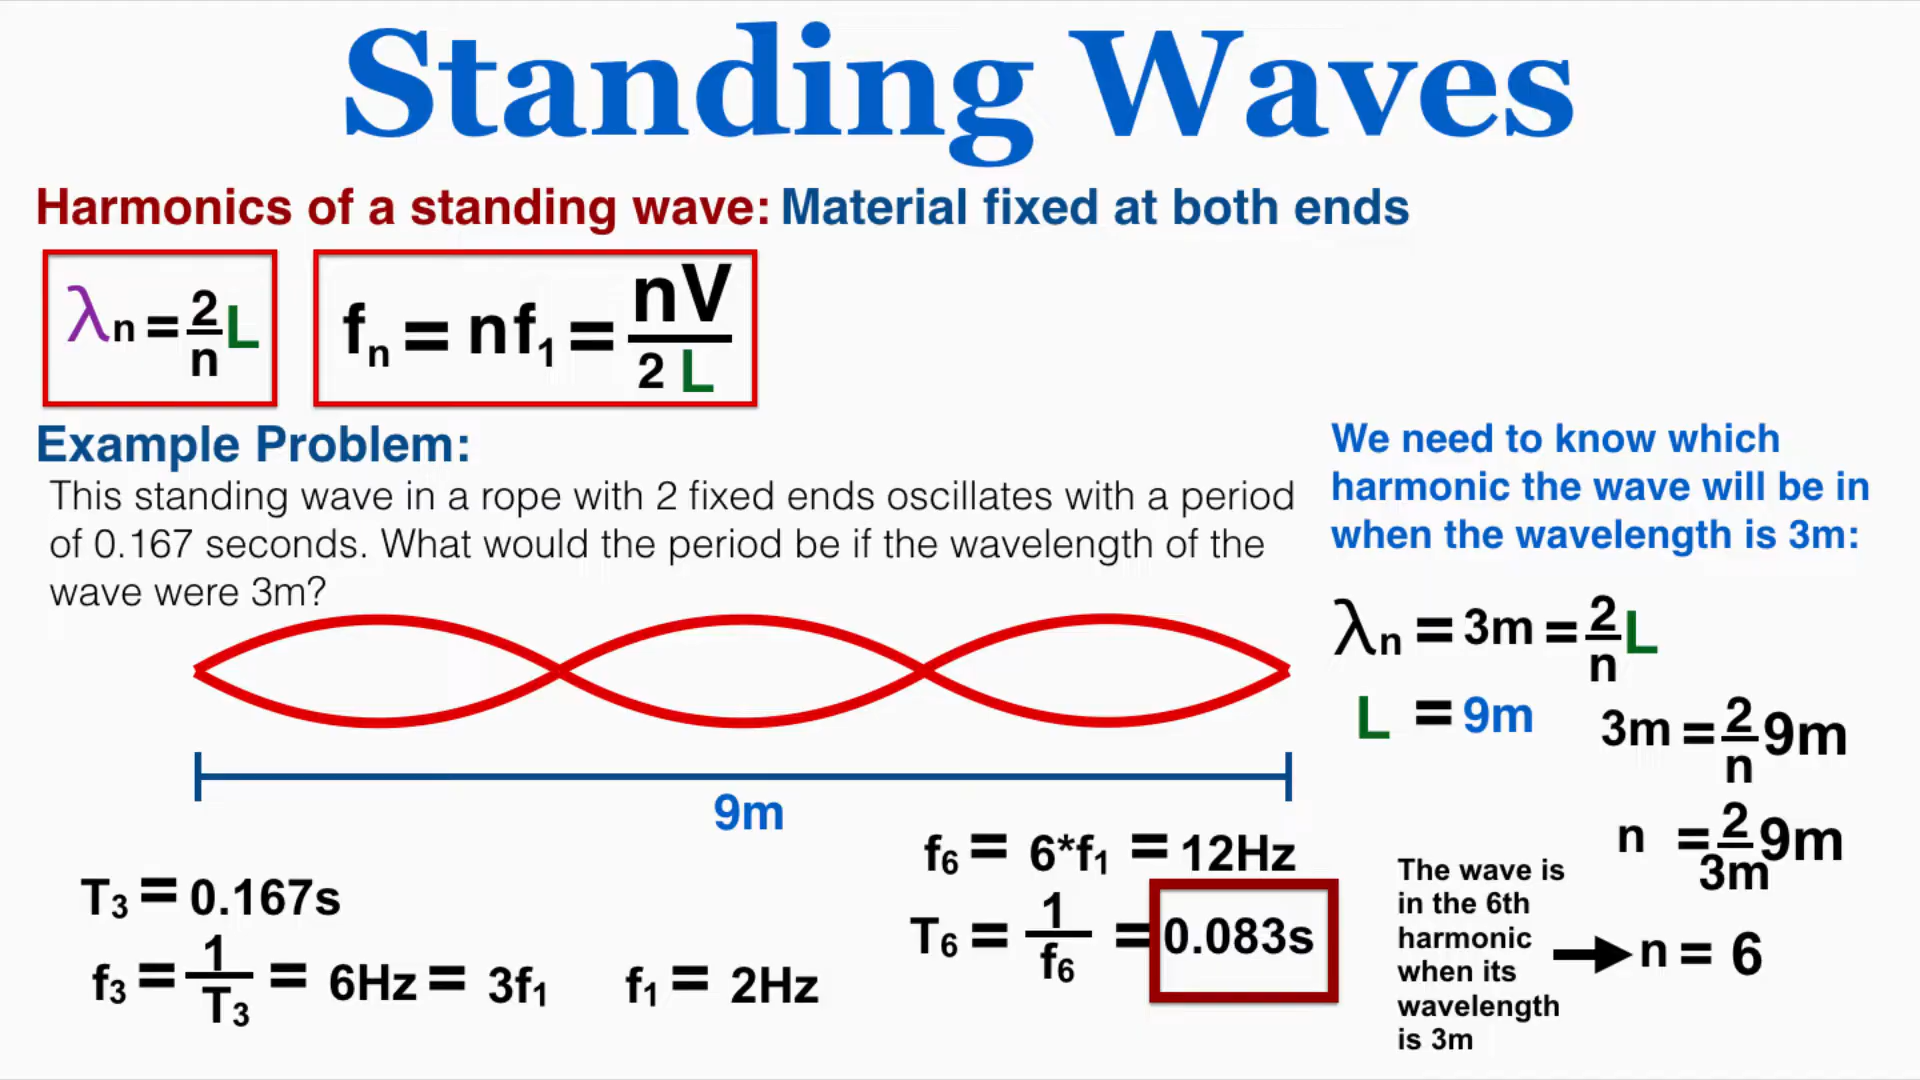 Standing Waves
Harmonics of a standing wave: Material fixed at both ends
λn = 2/n L
fn = nf1 = nV/2L
Example Problem:
This standing wave in a rope with 2 fixed ends oscillates with a period
of 0.167 seconds. What would the period be if the wavelength of the
wave were 3m?
9m
T3 = 0.167s
f3 = 1/T3 = 6Hz = 3f1
f1 = 2Hz
f6 = 6*f1 = 12Hz
T6 = 1/f6 = 0.083s
We need to know which
harmonic the wave will be in
when the wavelength is 3m:
λn = 3m = 2/n L
L = 9m
3m = 2/n 9m
n = 2/3m 9m
The wave is
in the 6th
harmonic
when its
wavelength
is 3m
n = 6